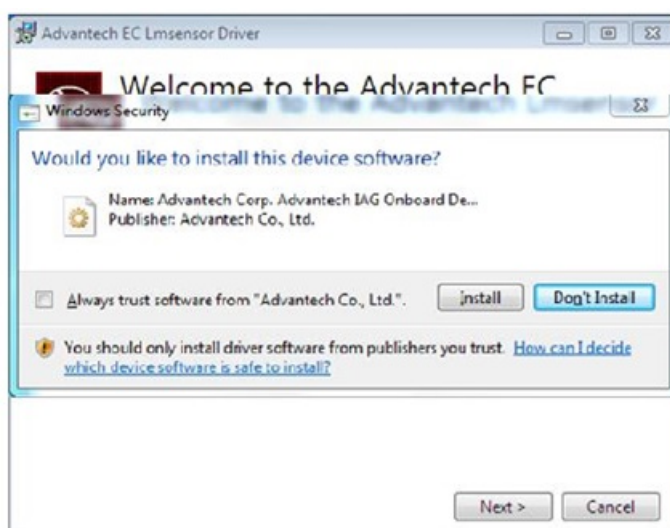 Advantech EC Lmsensor Driver
Welcome to the Advantech EC
Windows Security
Would you like to install this device software?
Name: Advantech Corp. Advantech IAG Onboard De...
Publisher: Advantech Co., Ltd.
Always trust software from "Advantech Co., Ltd.".
Install
Don't Install
You should only install driver software from publishers you trust. How can I decide
which device software is safe to install?
Next >
Cancel